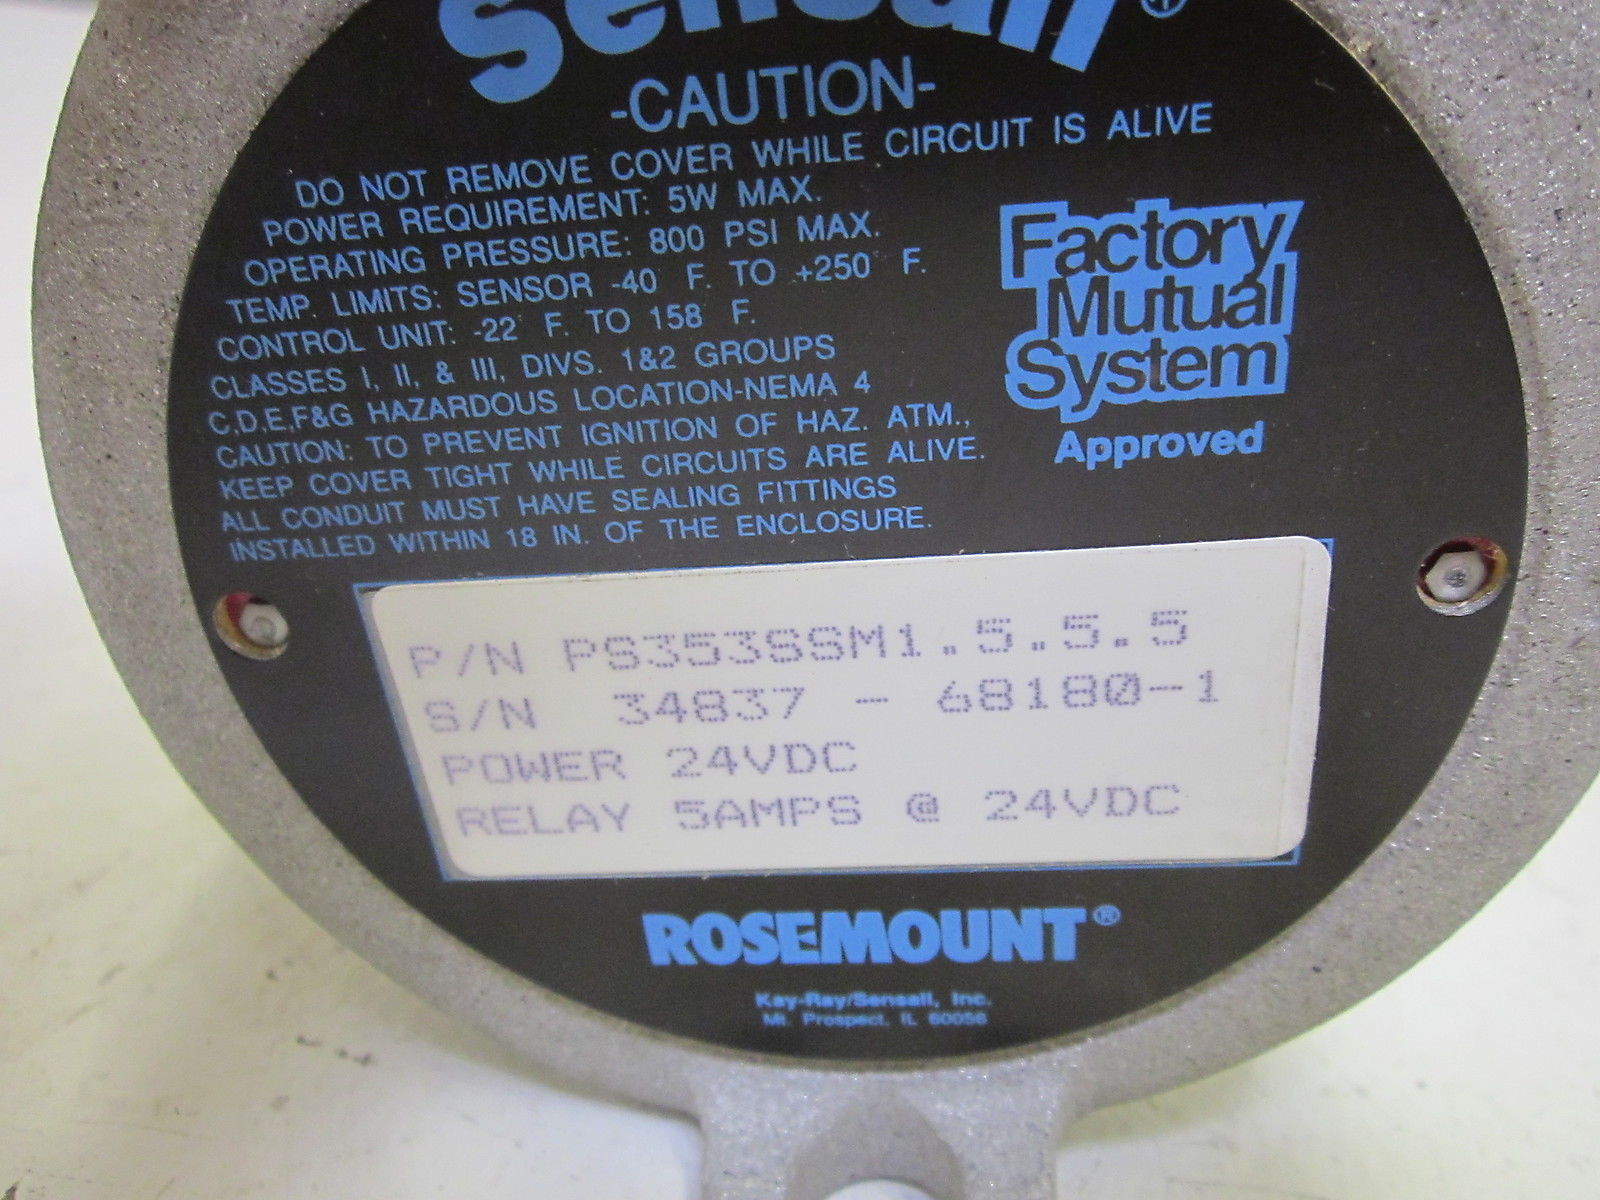 Sensall®
-CAUTION-
DO NOT REMOVE COVER WHILE CIRCUIT IS ALIVE
POWER REQUIREMENT: 5W MAX.
OPERATING PRESSURE: 800 PSI MAX.
TEMP. LIMITS: SENSOR -40° F. TO +250° F.
CONTROL UNIT: -22° F. TO 158° F.
CLASSES I, II, & III, DIVS. 1&2 GROUPS
C,D,E,F&G HAZARDOUS LOCATION-NEMA 4
CAUTION: TO PREVENT IGNITION OF HAZ. ATM.,
KEEP COVER TIGHT WHILE CIRCUITS ARE ALIVE.
ALL CONDUIT MUST HAVE SEALING FITTINGS
INSTALLED WITHIN 18 IN. OF THE ENCLOSURE.
Factory
Mutual
System
Approved
P/N PS353SSM1.5.5.5
S/N 34837 - 68180-1
POWER 24VDC
RELAY 5AMPS @ 24VDC
ROSEMOUNT®
Kay-Ray/Sensall, Inc.
Mt. Prospect, IL 60056